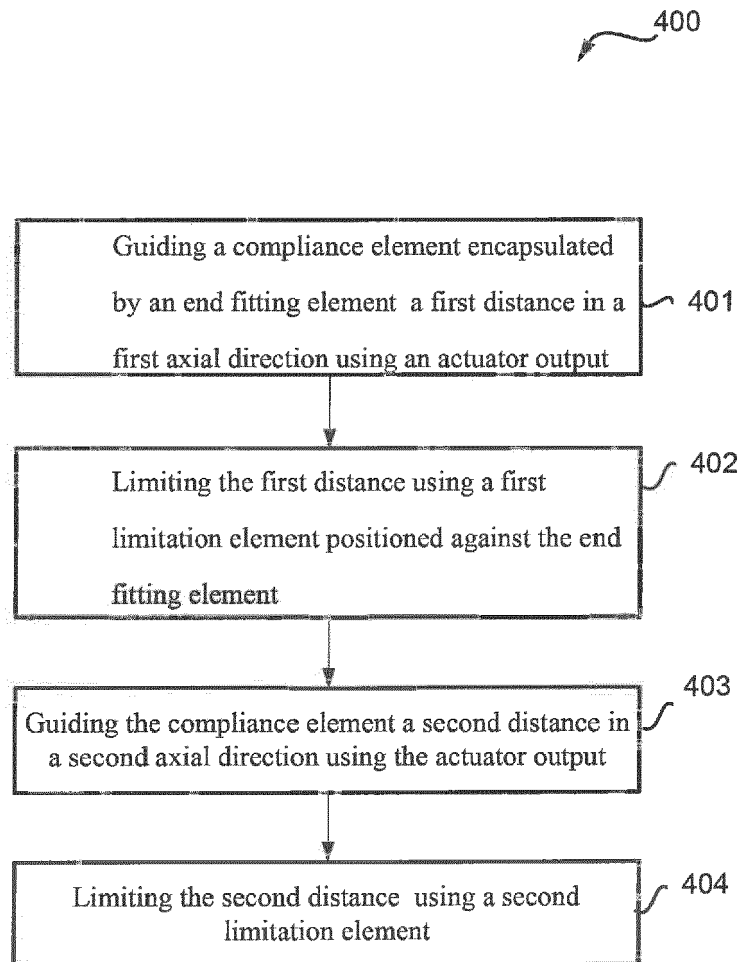 400
Guiding a compliance element encapsulated
by an end fitting element a first distance in a
first axial direction using an actuator output
401
Limiting the first distance using a first
limitation element positioned against the end
fitting element
402
Guiding the compliance element a second distance in
a second axial direction using the actuator output
403
Limiting the second distance using a second
limitation element
404